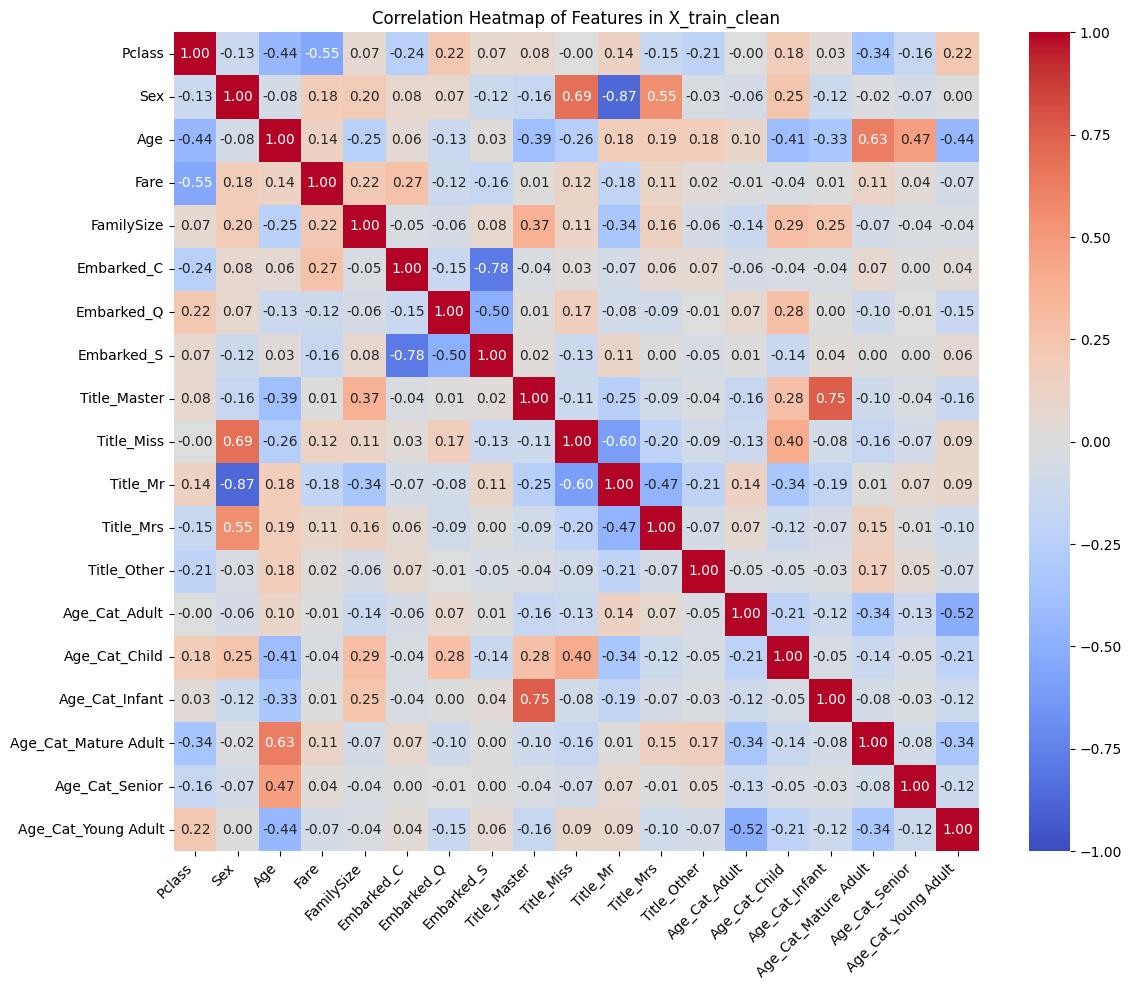 Correlation Heatmap of Features in X_train_clean
Pclass 1.00 -0.13 -0.44 -0.55 0.07 -0.24 0.22 0.07 0.08 -0.00 0.14 -0.15 -0.21 -0.00 0.18 0.03 -0.34 -0.16 0.22
Sex -0.13 1.00 -0.08 0.18 0.20 0.08 0.07 -0.12 -0.16 0.69 -0.87 0.55 -0.03 -0.06 0.25 -0.12 -0.02 -0.07 0.00
Age -0.44 -0.08 1.00 0.14 -0.25 0.06 -0.13 0.03 -0.39 -0.26 0.18 0.19 0.18 0.10 -0.41 -0.33 0.63 0.47 -0.44
Fare -0.55 0.18 0.14 1.00 0.22 0.27 -0.12 -0.16 0.01 0.12 -0.18 0.11 0.02 -0.01 -0.04 0.01 0.11 0.04 -0.07
FamilySize 0.07 0.20 -0.25 0.22 1.00 -0.05 -0.06 0.08 0.37 0.11 -0.34 0.16 -0.06 -0.14 0.29 0.25 -0.07 -0.04 -0.04
Embarked_C -0.24 0.08 0.06 0.27 -0.05 1.00 -0.15 -0.78 -0.04 0.03 -0.07 0.06 0.07 -0.06 -0.04 -0.04 0.07 0.00 0.04
Embarked_Q 0.22 0.07 -0.13 -0.12 -0.06 -0.15 1.00 -0.50 0.01 0.17 -0.08 -0.09 -0.01 0.07 0.28 0.00 -0.10 -0.01 -0.15
Embarked_S 0.07 -0.12 0.03 -0.16 0.08 -0.78 -0.50 1.00 0.02 -0.13 0.11 0.00 -0.05 0.01 -0.14 0.04 0.00 0.00 0.06
Title_Master 0.08 -0.16 -0.39 0.01 0.37 -0.04 0.01 0.02 1.00 -0.11 -0.25 -0.09 -0.04 -0.16 0.28 0.75 -0.10 -0.04 -0.16
Title_Miss -0.00 0.69 -0.26 0.12 0.11 0.03 0.17 -0.13 -0.11 1.00 -0.60 -0.20 -0.09 -0.13 0.40 -0.08 -0.16 -0.07 0.09
Title_Mr 0.14 -0.87 0.18 -0.18 -0.34 -0.07 -0.08 0.11 -0.25 -0.60 1.00 -0.47 -0.21 0.14 -0.34 -0.19 0.01 0.07 0.09
Title_Mrs -0.15 0.55 0.19 0.11 0.16 0.06 -0.09 0.00 -0.09 -0.20 -0.47 1.00 -0.07 0.07 -0.12 -0.07 0.15 -0.01 -0.10
Title_Other -0.21 -0.03 0.18 0.02 -0.06 0.07 -0.01 -0.05 -0.04 -0.09 -0.21 -0.07 1.00 -0.05 -0.05 -0.03 0.17 0.05 -0.07
Age_Cat_Adult -0.00 -0.06 0.10 -0.01 -0.14 -0.06 0.07 0.01 -0.16 -0.13 0.14 0.07 -0.05 1.00 -0.21 -0.12 -0.34 -0.13 -0.52
Age_Cat_Child 0.18 0.25 -0.41 -0.04 0.29 -0.04 0.28 -0.14 0.28 0.40 -0.34 -0.12 -0.05 -0.21 1.00 -0.05 -0.14 -0.05 -0.21
Age_Cat_Infant 0.03 -0.12 -0.33 0.01 0.25 -0.04 0.00 0.04 0.75 -0.08 -0.19 -0.07 -0.03 -0.12 -0.05 1.00 -0.08 -0.03 -0.12
Age_Cat_Mature Adult -0.34 -0.02 0.63 0.11 -0.07 0.07 -0.10 0.00 -0.10 -0.16 0.01 0.15 0.17 -0.34 -0.14 -0.08 1.00 -0.08 -0.34
Age_Cat_Senior -0.16 -0.07 0.47 0.04 -0.04 0.00 -0.01 0.00 -0.04 -0.07 0.07 -0.01 0.05 -0.13 -0.05 -0.03 -0.08 1.00 -0.12
Age_Cat_Young Adult 0.22 0.00 -0.44 -0.07 -0.04 0.04 -0.15 0.06 -0.16 0.09 0.09 -0.10 -0.07 -0.52 -0.21 -0.12 -0.34 -0.12 1.00
Pclass
Sex
Age
Fare
FamilySize
Embarked_C
Embarked_Q
Embarked_S
Title_Master
Title_Miss
Title_Mr
Title_Mrs
Title_Other
Age_Cat_Adult
Age_Cat_Child
Age_Cat_Infant
Age_Cat_Mature Adult
Age_Cat_Senior
Age_Cat_Young Adult
1.00
0.75
0.50
0.25
0.00
−0.25
−0.50
−0.75
−1.00